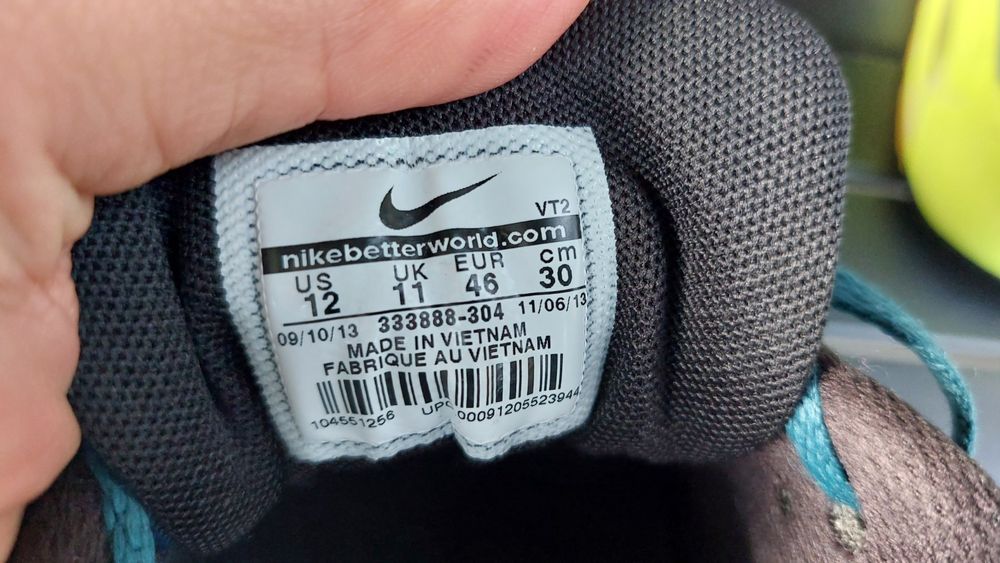 VT2
nikebetterworld.com
US UK EUR cm
12 11 46 30
09/10/13 333888-304 11/06/13
MADE IN VIETNAM
FABRIQUE AU VIETNAM
104551256 UPC 00091205523944